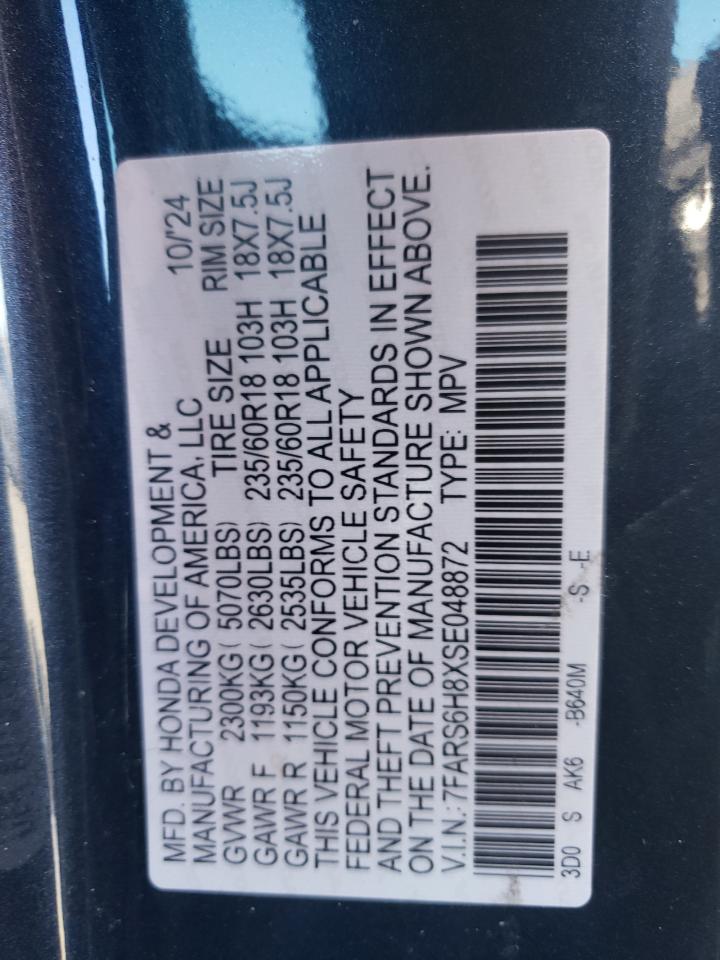 MFD. BY HONDA DEVELOPMENT &
MANUFACTURING OF AMERICA, LLC 10/'24
GVWR 2300KG( 5070LBS) TIRE SIZE RIM SIZE
GAWR F 1193KG( 2630LBS) 235/60R18 103H 18X7.5J
GAWR R 1150KG( 2535LBS) 235/60R18 103H 18X7.5J
THIS VEHICLE CONFORMS TO ALL APPLICABLE
FEDERAL MOTOR VEHICLE SAFETY
AND THEFT PREVENTION STANDARDS IN EFFECT
ON THE DATE OF MANUFACTURE SHOWN ABOVE.
V.I.N.: 7FARS6H8XSE048872 TYPE: MPV
3D0 S AK6 -B640M -S -E